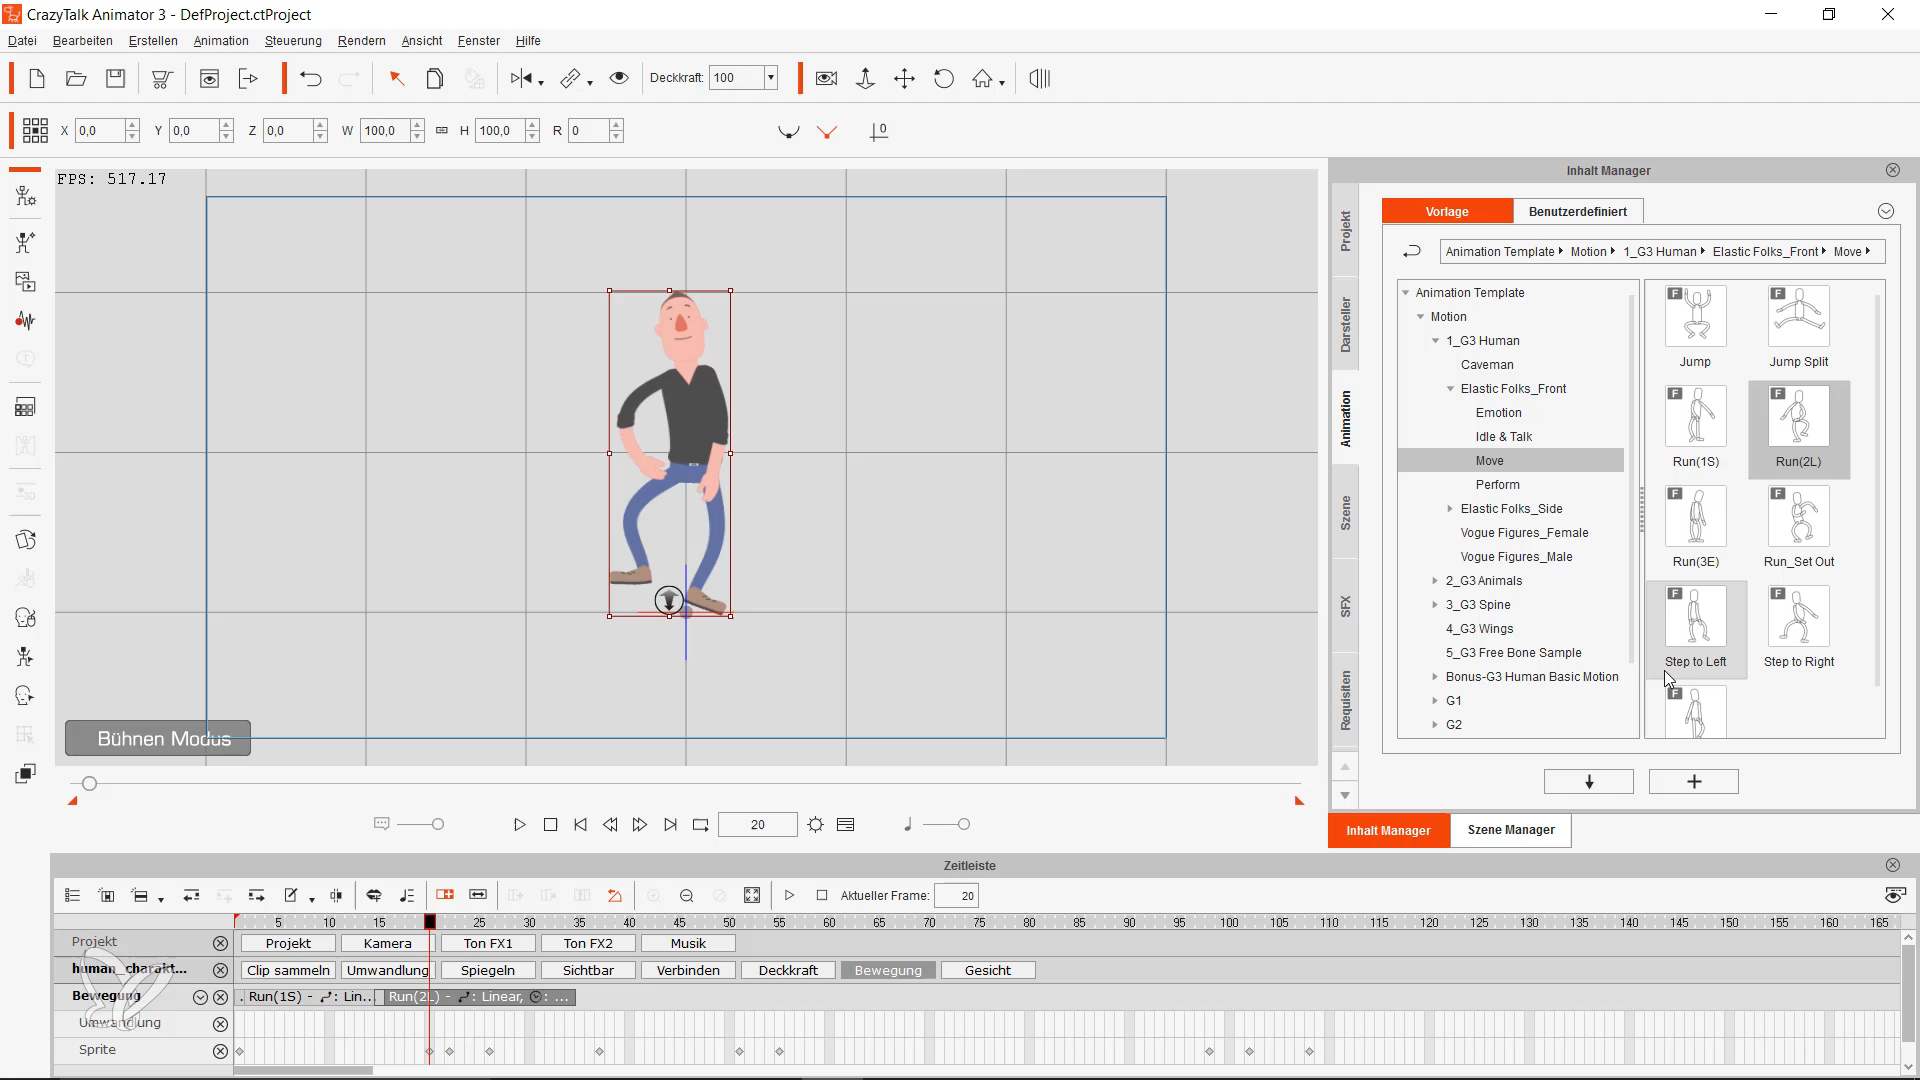 CrazyTalk Animator 3 - DefProject.ctProject
Datei Bearbeiten Erstellen Animation Steuerung Rendern Ansicht Fenster Hilfe
Deckkraft: 100
X 0,0 Y 0,0 Z 0,0 W 100,0 H 100,0 R 0
0
FPS: 517.17
Bühnen Modus
20
Inhalt Manager
Projekt
Darsteller
Animation
Szene
SFX
Requisiten
Vorlage Benutzerdefiniert
Animation Template Motion 1_G3 Human Elastic Folks_Front Move
Animation Template
Motion
1_G3 Human
Caveman
Elastic Folks_Front
Emotion
Idle & Talk
Move
Perform
Elastic Folks_Side
Vogue Figures_Female
Vogue Figures_Male
2_G3 Animals
3_G3 Spine
4_G3 Wings
5_G3 Free Bone Sample
Bonus-G3 Human Basic Motion
G1
G2
F F
Jump Jump Split
F F
Run(1S) Run(2L)
F F
Run(3E) Run_Set Out
F F
Step to Left Step to Right
F
Inhalt Manager Szene Manager
Zeitleiste
Aktueller Frame: 20
5 10 15 25 30 35 40 45 50 55 60 65 70 75 80 85 90 95 100 105 110 115 120 125 130 135 140 145 150 155 160 165
Projekt Projekt Kamera Ton FX1 Ton FX2 Musik
human_charakt... Clip sammeln Umwandlung Spiegeln Sichtbar Verbinden Deckkraft Bewegung Gesicht
Bewegung . Run(1S) - : Lin... Run(2L) - : Linear, : ...
Umwandlung
Sprite